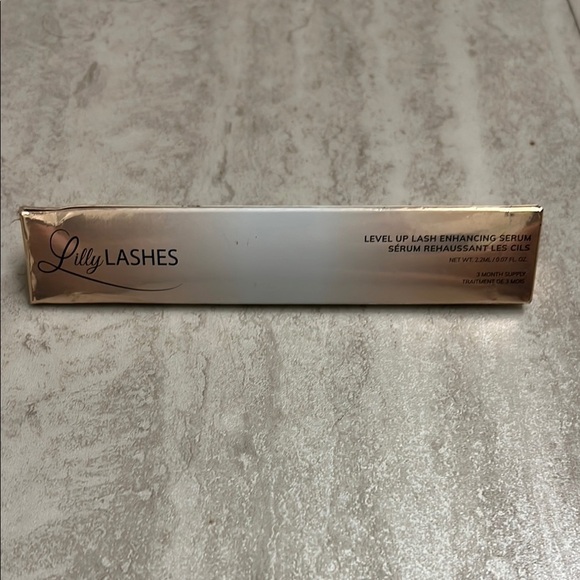 Lilly LASHES
LEVEL UP LASH ENHANCING SERUM
SÉRUM REHAUSSANT LES CILS
NET WT. 2.2ML / 0.07 FL. OZ.
3 MONTH SUPPLY
TRAITMENT DE 3 MOIS